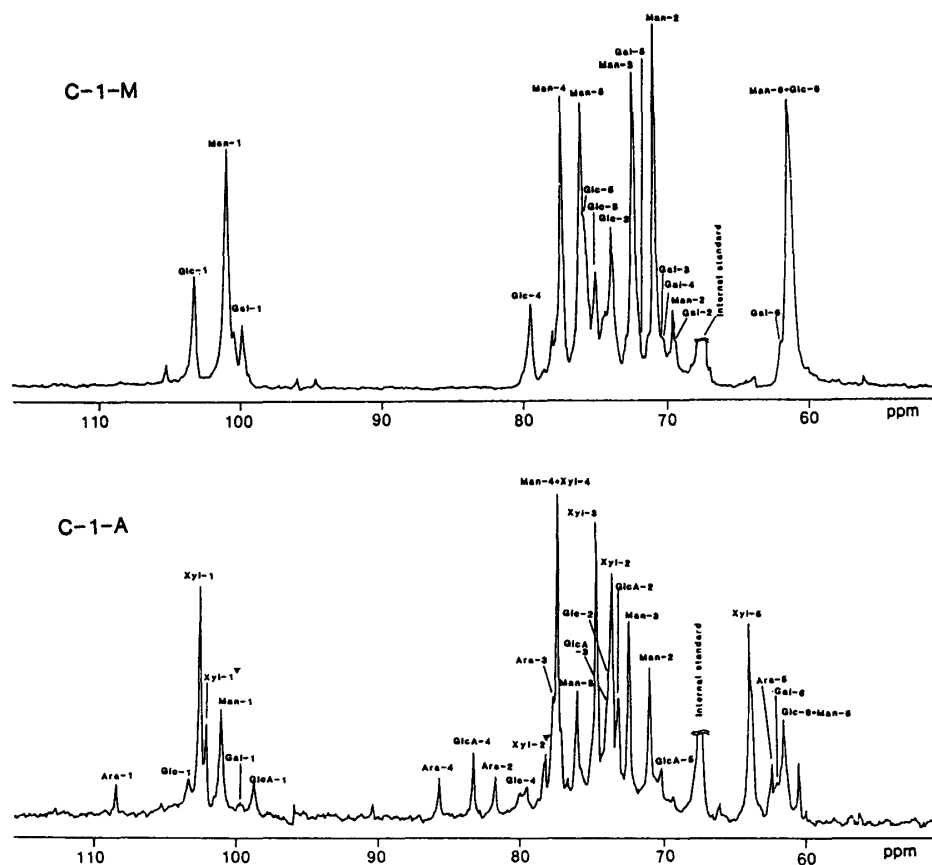 Man-2
Gal-5
Man-3
C-1-M
Man-4
Man-5
Man-6+Glc-6
Man-1
Glc-5
Glc-3
Glc-2
Internal standard
Glc-1
Gal-3
Gal-4
Man-2
Gal-2
Glc-4
Gal-1
Gal-6
110
100
90
80
70
60
ppm
Man-4+Xyl-4
C-1-A
Xyl-3
Xyl-1
Xyl-2
GlcA-2
Glc-2
Man-3
GlcA
-3
Xyl-5
Xyl-1▼
Ara-3
Man-2
Internal standard
Man-1
Man-5
Ara-5
Gal-6
Glc-6+Man-6
Gal-1
GlcA-4
Xyl-2▼
Ara-1
Glc-1
GlcA-1
Ara-4
Ara-2
Glc-4
GlcA-5
110
100
90
80
70
60
ppm